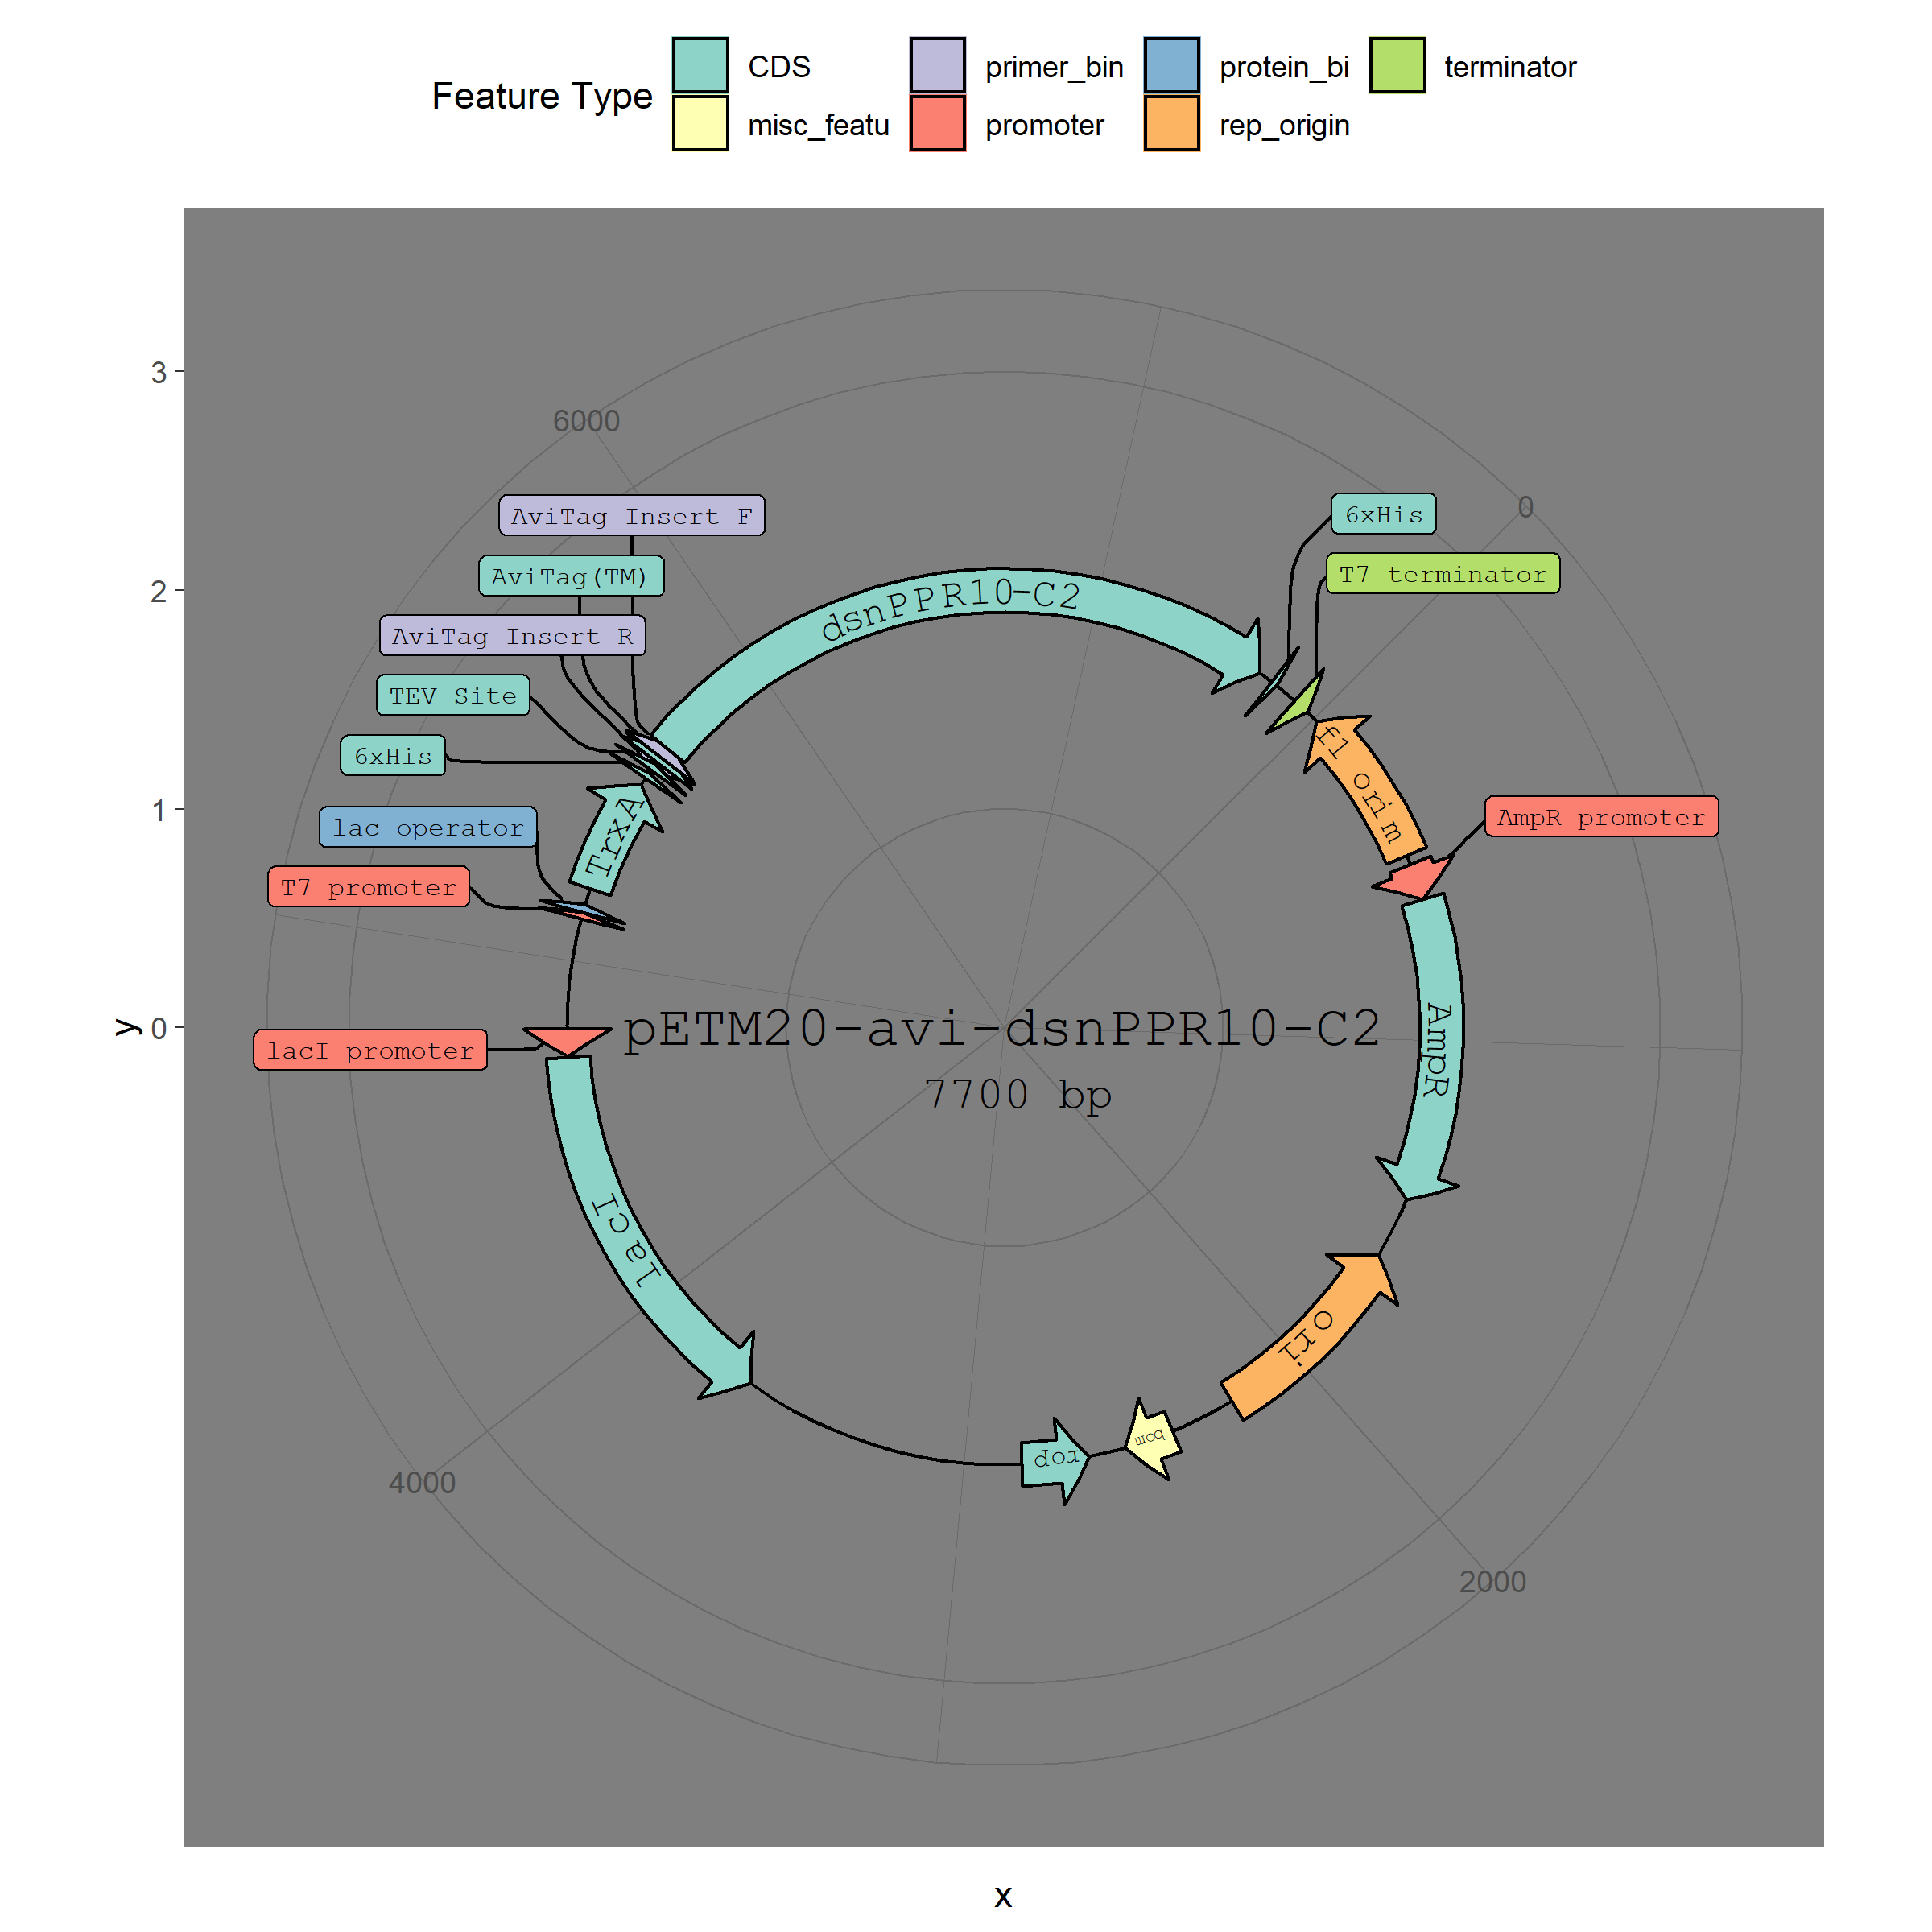 Feature Type
CDS
primer_bin
protein_bi
terminator
misc_featu
promoter
rep_origin
3
2
1
0
y
x
6000
0
2000
4000
AviTag Insert F
AviTag(TM)
AviTag Insert R
TEV Site
6xHis
lac operator
T7 promoter
lacI promoter
6xHis
T7 terminator
AmpR promoter
dsnPPR10-C2
TrxA
f1 orim
AmpR
ori
bom
rop
lacI
pETM20-avi-dsnPPR10-C2
7700 bp